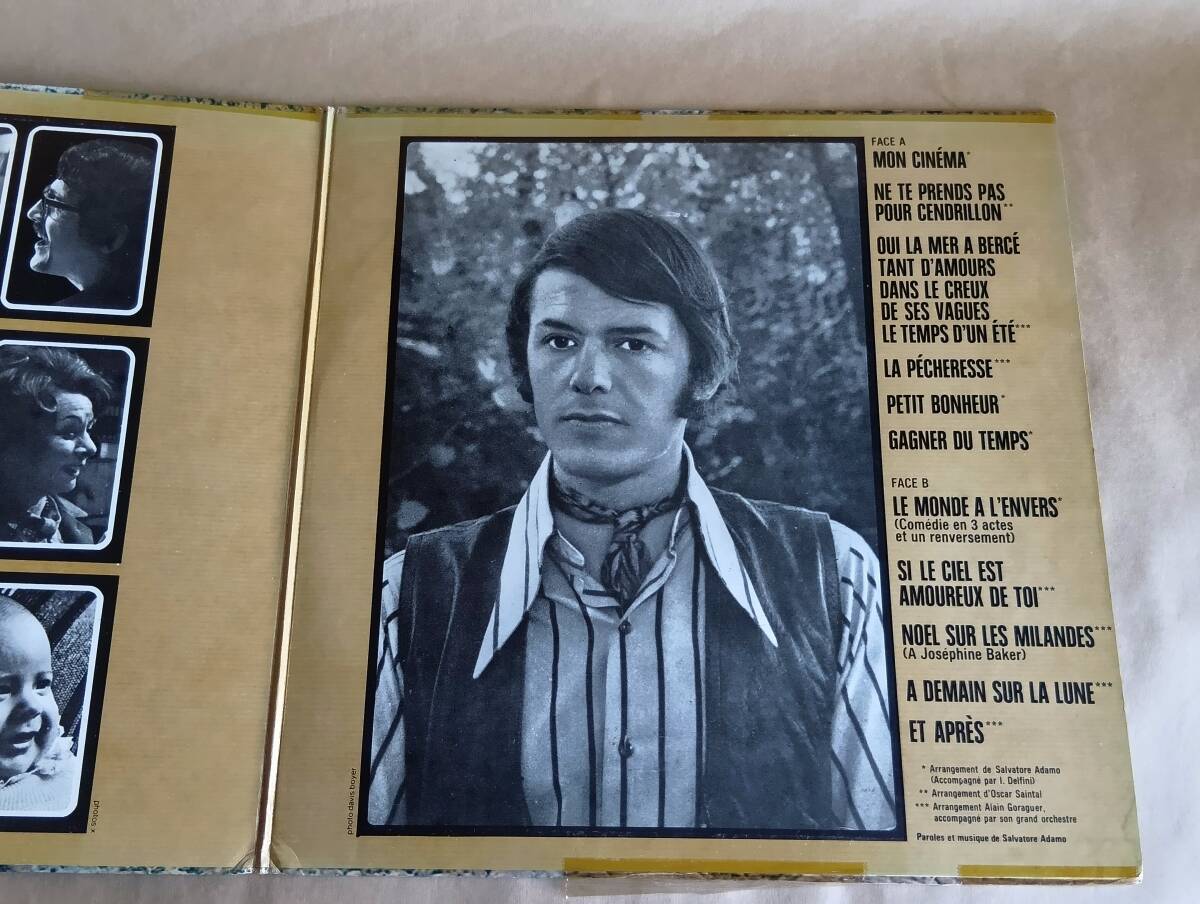 photos x
photo davis boyer
FACE A
MON CINÉMA*
NE TE PRENDS PAS
POUR CENDRILLON**
OUI LA MER A BERCÉ
TANT D'AMOURS
DANS LE CREUX
DE SES VAGUES
LE TEMPS D'UN ÉTÉ***
LA PÉCHERESSE***
PETIT BONHEUR*
GAGNER DU TEMPS*
FACE B
LE MONDE A L'ENVERS*
(Comédie en 3 actes
et un renversement)
SI LE CIEL EST
AMOUREUX DE TOI***
NOEL SUR LES MILANDES***
(A Joséphine Baker)
A DEMAIN SUR LA LUNE***
ET APRÈS***
* Arrangement de Salvatore Adamo
(Accompagné par I. Delfini)
** Arrangement d'Oscar Saintal
*** Arrangement Alain Goraguer,
accompagné par son grand orchestre
Paroles et musique de Salvatore Adamo